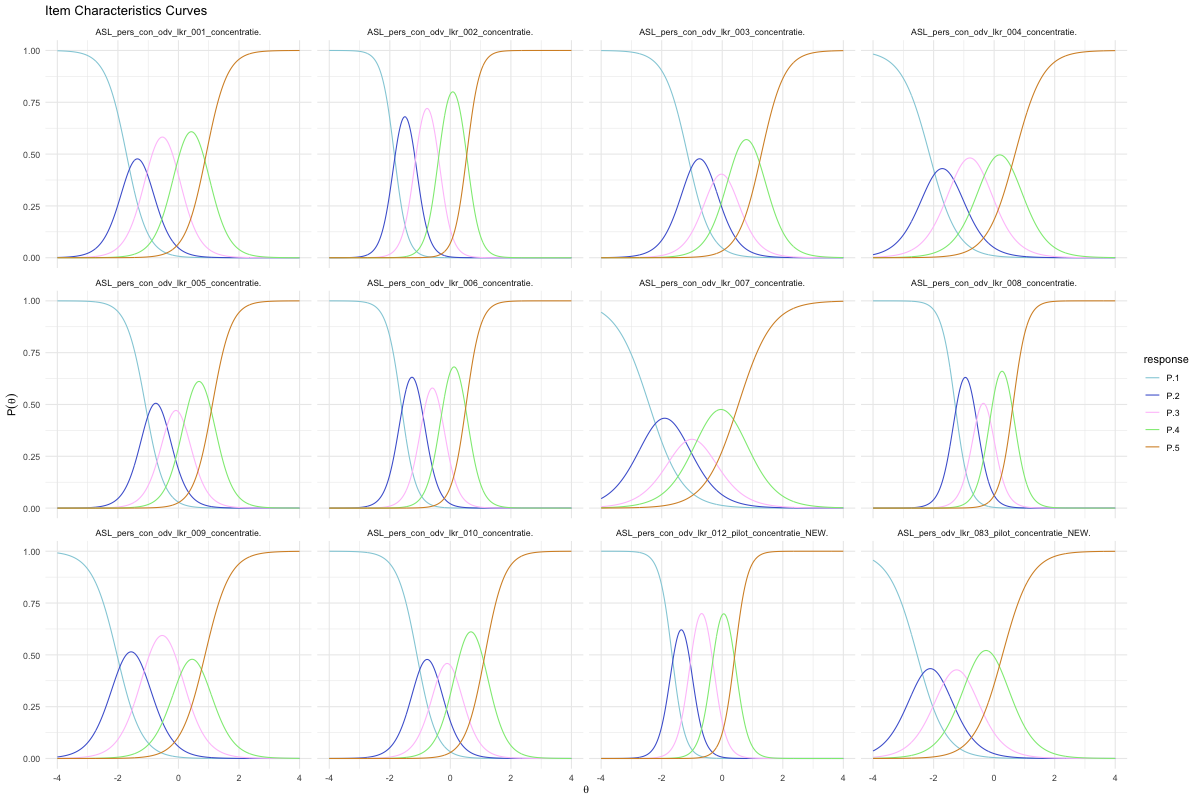 Item Characteristics Curves
ASL_pers_con_odv_lkr_001_concentratie.
ASL_pers_con_odv_lkr_002_concentratie.
ASL_pers_con_odv_lkr_003_concentratie.
ASL_pers_con_odv_lkr_004_concentratie.
1.00
0.75
0.50
0.25
0.00
ASL_pers_con_odv_lkr_005_concentratie.
ASL_pers_con_odv_lkr_006_concentratie.
ASL_pers_con_odv_lkr_007_concentratie.
ASL_pers_con_odv_lkr_008_concentratie.
1.00
0.75
0.50
0.25
0.00
P(θ)
ASL_pers_con_odv_lkr_009_concentratie.
ASL_pers_con_odv_lkr_010_concentratie.
ASL_pers_con_odv_lkr_012_pilot_concentratie_NEW.
ASL_pers_odv_lkr_083_pilot_concentratie_NEW.
1.00
0.75
0.50
0.25
0.00
-4 -2 0 2 4
-4 -2 0 2 4
-4 -2 0 2 4
-4 -2 0 2 4
θ
response
P.1
P.2
P.3
P.4
P.5